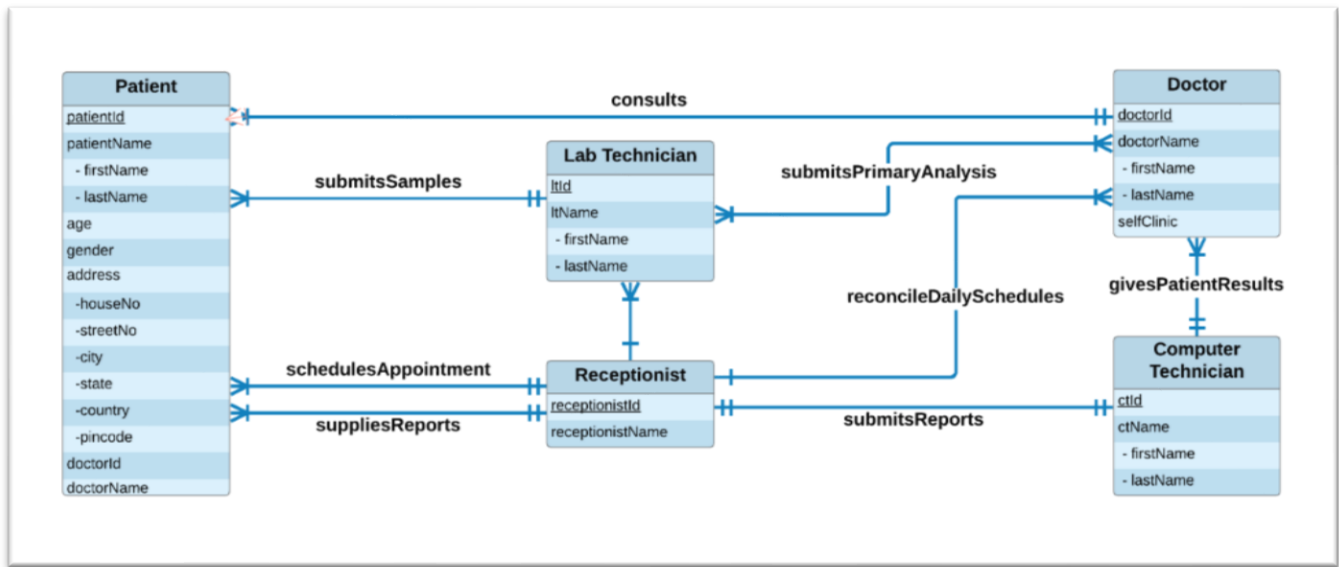 Patient
patientId
patientName
- firstName
- lastName
age
gender
address
-houseNo
-streetNo
-city
-state
-country
-pincode
doctorId
doctorName
consults
submitsSamples
Lab Technician
ltId
ltName
- firstName
- lastName
submitsPrimaryAnalysis
Doctor
doctorId
doctorName
- firstName
- lastName
selfClinic
reconcileDailySchedules
givesPatientResults
schedulesAppointment
suppliesReports
Receptionist
receptionistId
receptionistName
submitsReports
Computer
Technician
ctId
ctName
- firstName
- lastName